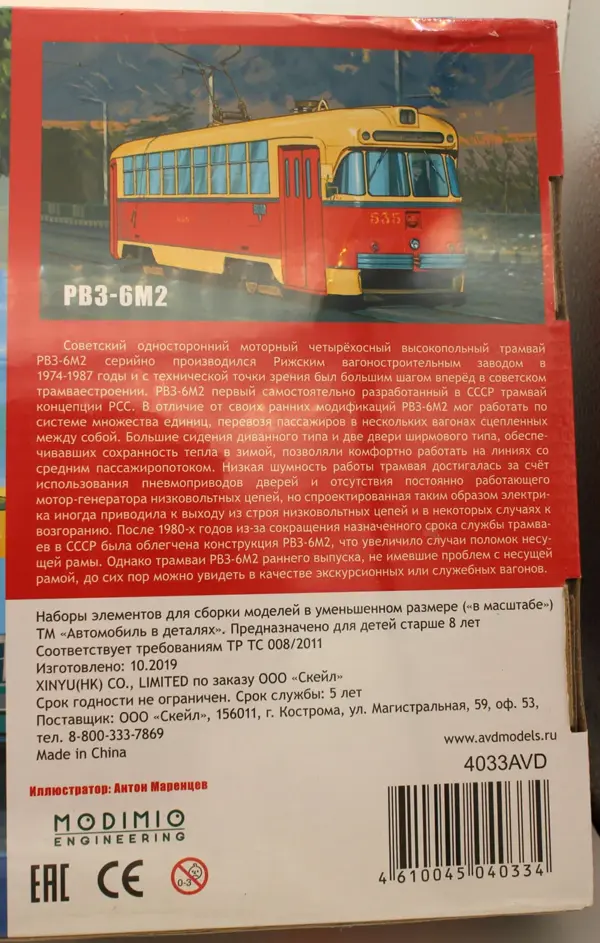 635
535
РВЗ-6М2
Советский односторонний моторный четырёхосный высокопольный трамвай
РВЗ-6М2 серийно производился Рижским вагоностроительным заводом в
1974-1987 годы и с технической точки зрения был большим шагом вперёд в советском
трамваестроении. РВЗ-6М2 первый самостоятельно разработанный в СССР трамвай
концепции РСС. В отличие от своих ранних модификаций РВЗ-6М2 мог работать по
системе множества единиц, перевозя пассажиров в нескольких вагонах сцепленных
между собой. Большие сидения диванного типа и две двери ширмового типа, обеспе-
чивавших сохранность тепла в зимой, позволяли комфортно работать на линиях со
средним пассажиропотоком. Низкая шумность работы трамвая достигалась за счёт
использования пневмоприводов дверей и отсутствия постоянно работающего
мотор-генератора низковольтных цепей, но спроектированная таким образом электри-
ка иногда приводила к выходу из строя низковольтных цепей и в некоторых случаях к
возгоранию. После 1980-х годов из-за сокращения назначенного срока службы трамва-
ев в СССР была облегчена конструкция РВЗ-6М2, что увеличило случаи поломок несу-
щей рамы. Однако трамваи РВЗ-6М2 раннего выпуска, не имевшие проблем с несущей
рамой, до сих пор можно увидеть в качестве экскурсионных или служебных вагонов.
Наборы элементов для сборки моделей в уменьшенном размере («в масштабе»)
ТМ «Автомобиль в деталях». Предназначено для детей старше 8 лет
Соответствует требованиям ТР ТС 008/2011
Изготовлено: 10.2019
XINYU(HK) CO., LIMITED по заказу ООО «Скейл»
Срок годности не ограничен. Срок службы: 5 лет
Поставщик: ООО «Скейл», 156011, г. Кострома, ул. Магистральная, 59, оф. 53,
тел. 8-800-333-7869
Made in China
www.avdmodels.ru
4033AVD
Иллюстратор: Антон Маренцев
MODIMIO
ENGINEERING
EAC CE 0-3
4 610045 040334